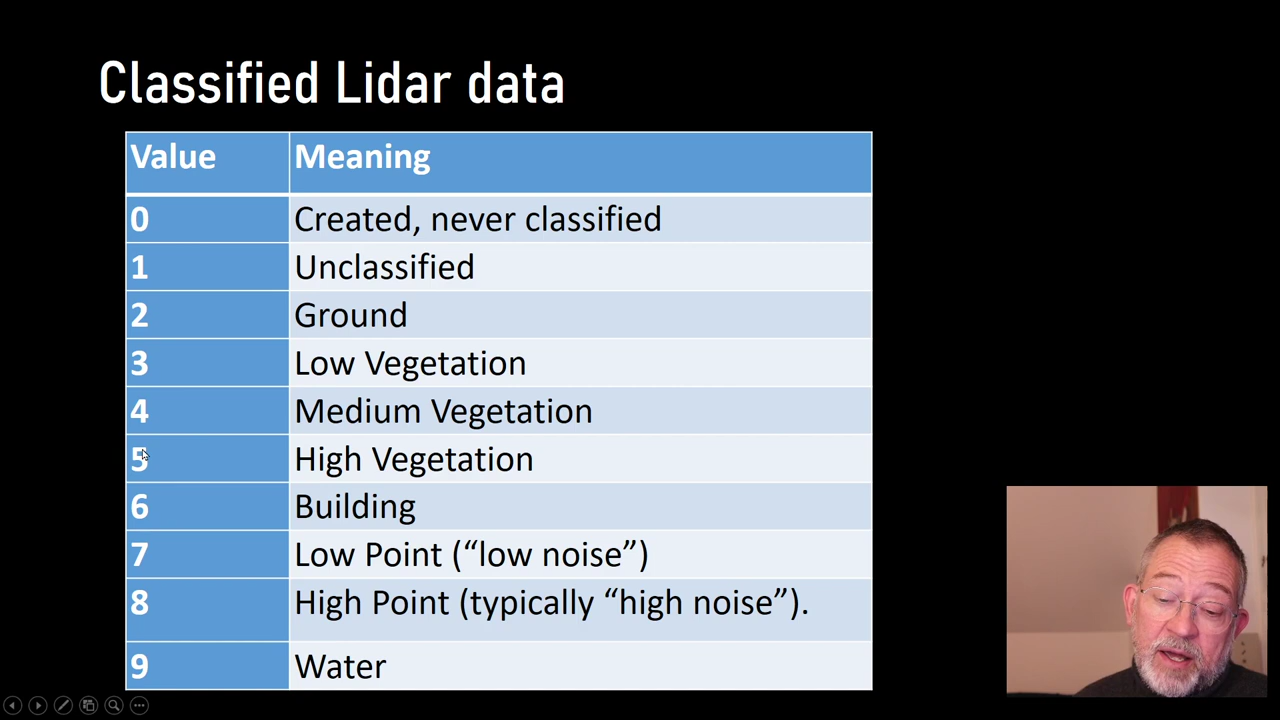 Classified Lidar data
Value Meaning
0 Created, never classified
1 Unclassified
2 Ground
3 Low Vegetation
4 Medium Vegetation
5 High Vegetation
6 Building
7 Low Point (“low noise”)
8 High Point (typically “high noise”).
9 Water